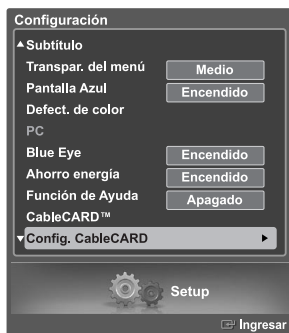 Configuración
▲Subtítulo
Transpar. del menú Medio
Pantalla Azul Encendido
Defect. de color
PC
Blue Eye Encendido
Ahorro energía Encendido
Función de Ayuda Apagado
CableCARD™
▼Config. CableCARD ►
Setup
Ingresar